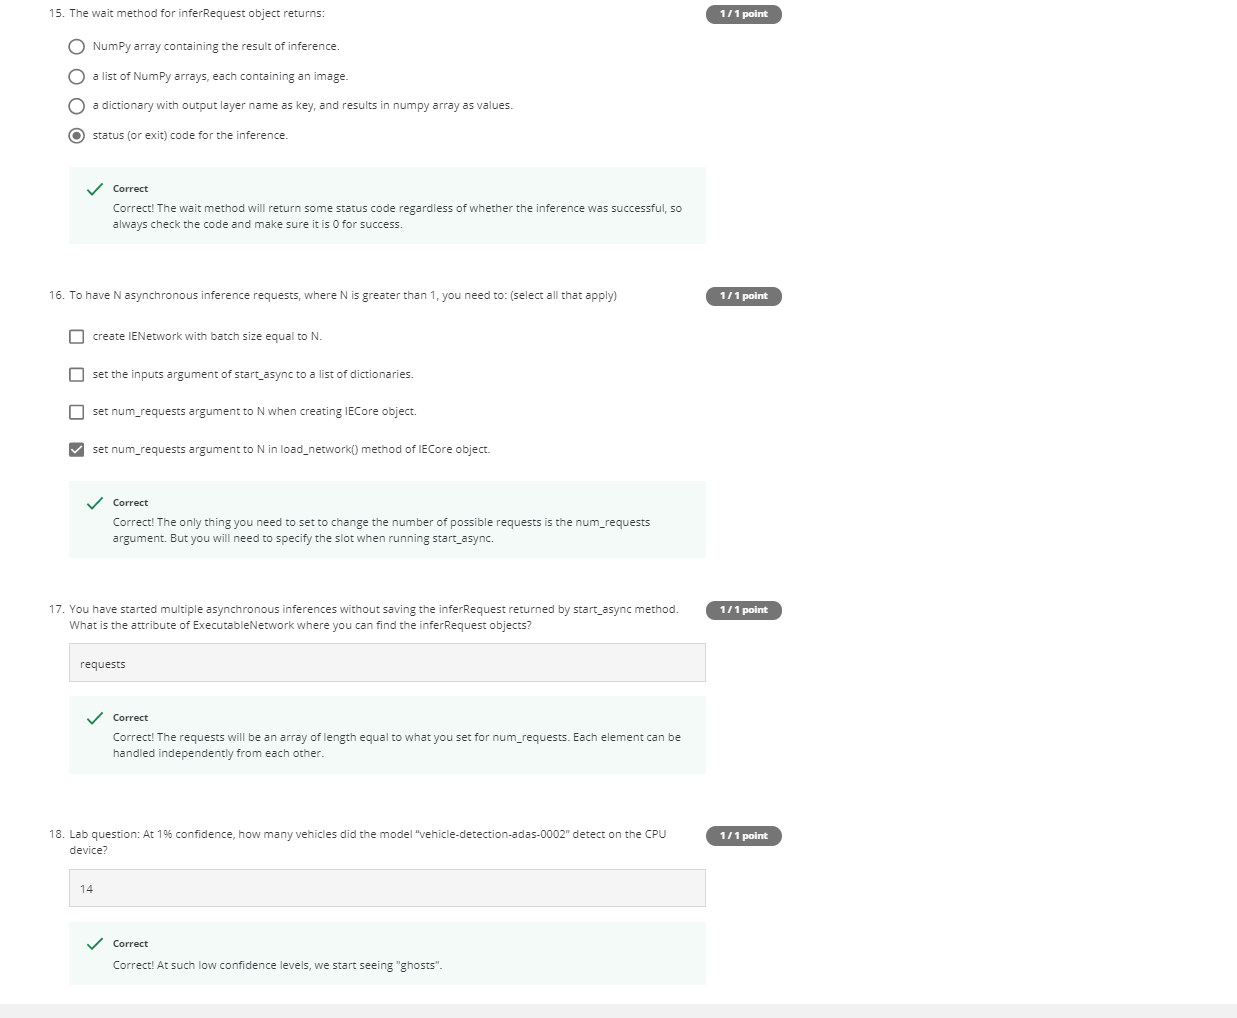 15. The wait method for inferRequest object returns:
1 / 1 point
NumPy array containing the result of inference.
a list of NumPy arrays, each containing an image.
a dictionary with output layer name as key, and results in numpy array as values.
status (or exit) code for the inference.
Correct
Correct! The wait method will return some status code regardless of whether the inference was successful, so
always check the code and make sure it is 0 for success.
16. To have N asynchronous inference requests, where N is greater than 1, you need to: (select all that apply)
1 / 1 point
create IENetwork with batch size equal to N.
set the inputs argument of start_async to a list of dictionaries.
set num_requests argument to N when creating IECore object.
set num_requests argument to N in load_network() method of IECore object.
Correct
Correct! The only thing you need to set to change the number of possible requests is the num_requests
argument. But you will need to specify the slot when running start_async.
17. You have started multiple asynchronous inferences without saving the inferRequest returned by start_async method.
1 / 1 point
What is the attribute of ExecutableNetwork where you can find the inferRequest objects?
requests
Correct
Correct! The requests will be an array of length equal to what you set for num_requests. Each element can be
handled independently from each other.
18. Lab question: At 1% confidence, how many vehicles did the model "vehicle-detection-adas-0002" detect on the CPU
1 / 1 point
device?
14
Correct
Correct! At such low confidence levels, we start seeing "ghosts".